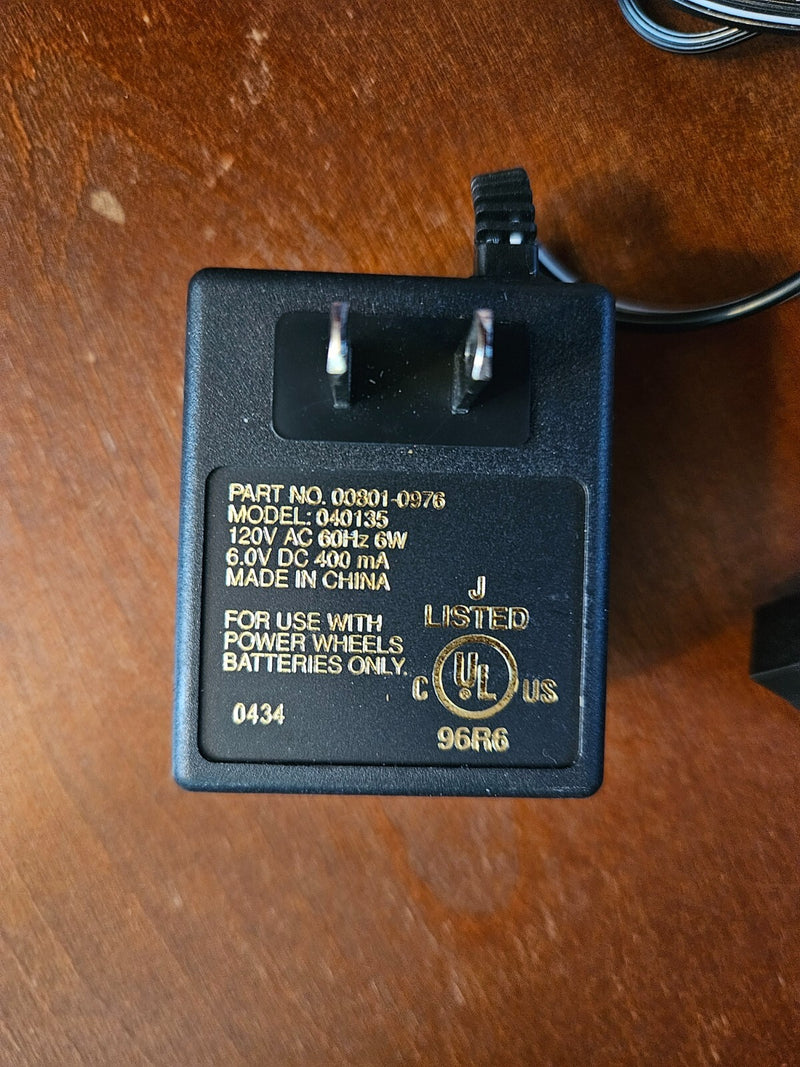 PART NO. 00801-0976
MODEL: 040135
120V AC 60Hz 6W
6.0V DC 400 mA
MADE IN CHINA
FOR USE WITH
POWER WHEELS
BATTERIES ONLY.
0434
J
LISTED
C UL® US
96R6